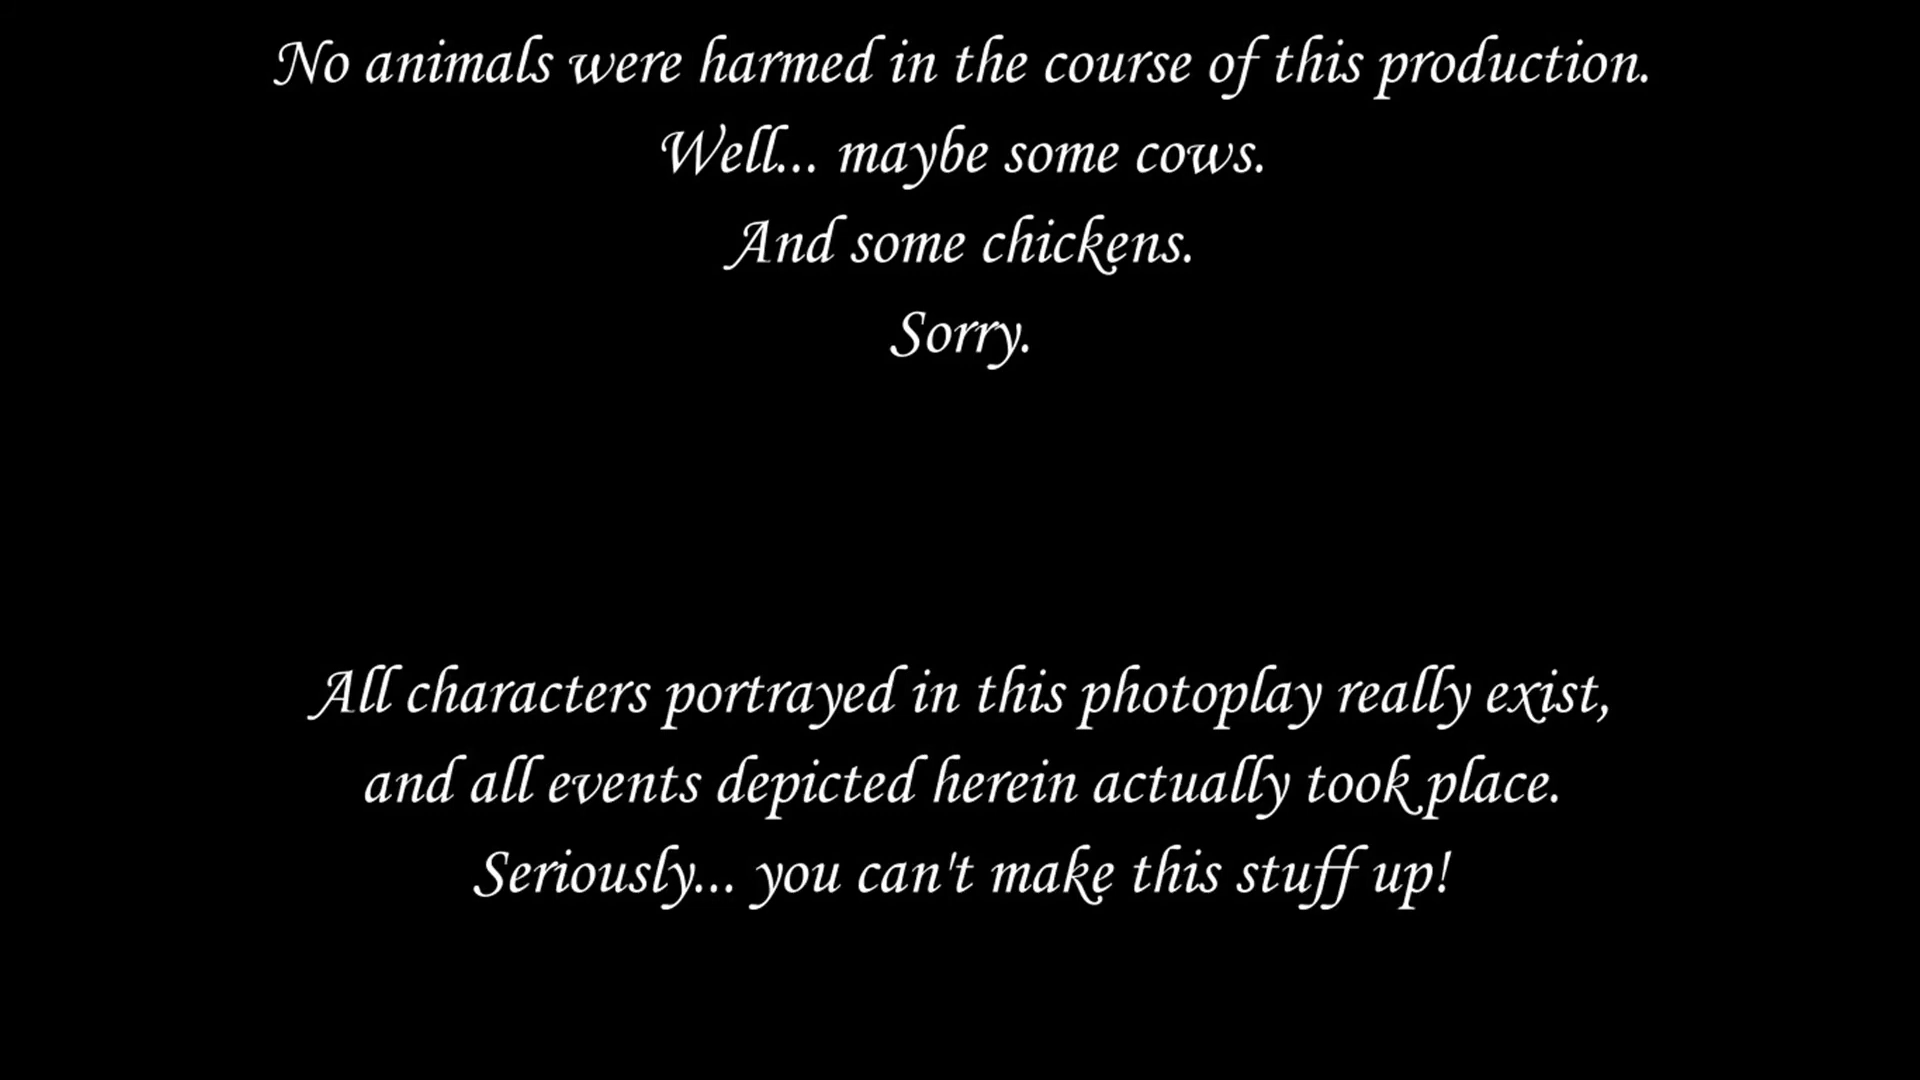 No animals were harmed in the course of this production.
Well... maybe some cows.
And some chickens.
Sorry.
All characters portrayed in this photoplay really exist,
and all events depicted herein actually took place.
Seriously... you can't make this stuff up!